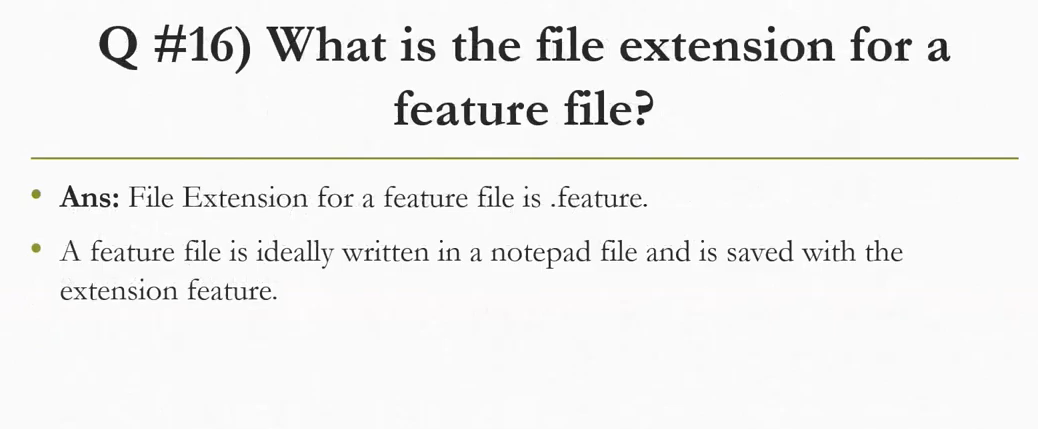 Q #16) What is the file extension for a
feature file?
• Ans: File Extension for a feature file is .feature.
• A feature file is ideally written in a notepad file and is saved with the
extension feature.